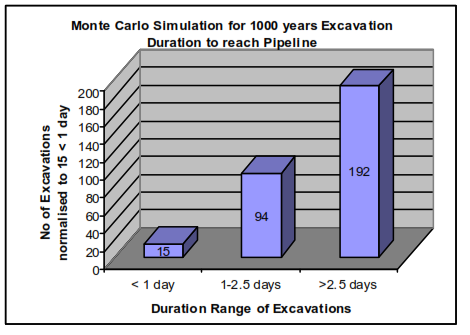 Monte Carlo Simulation for 1000 years Excavation
Duration to reach Pipeline
No of Excavations
normalised to 15 < 1 day
200
180
160
140
120
100
80
60
40
20
0
15
94
192
< 1 day
1-2.5 days
>2.5 days
Duration Range of Excavations